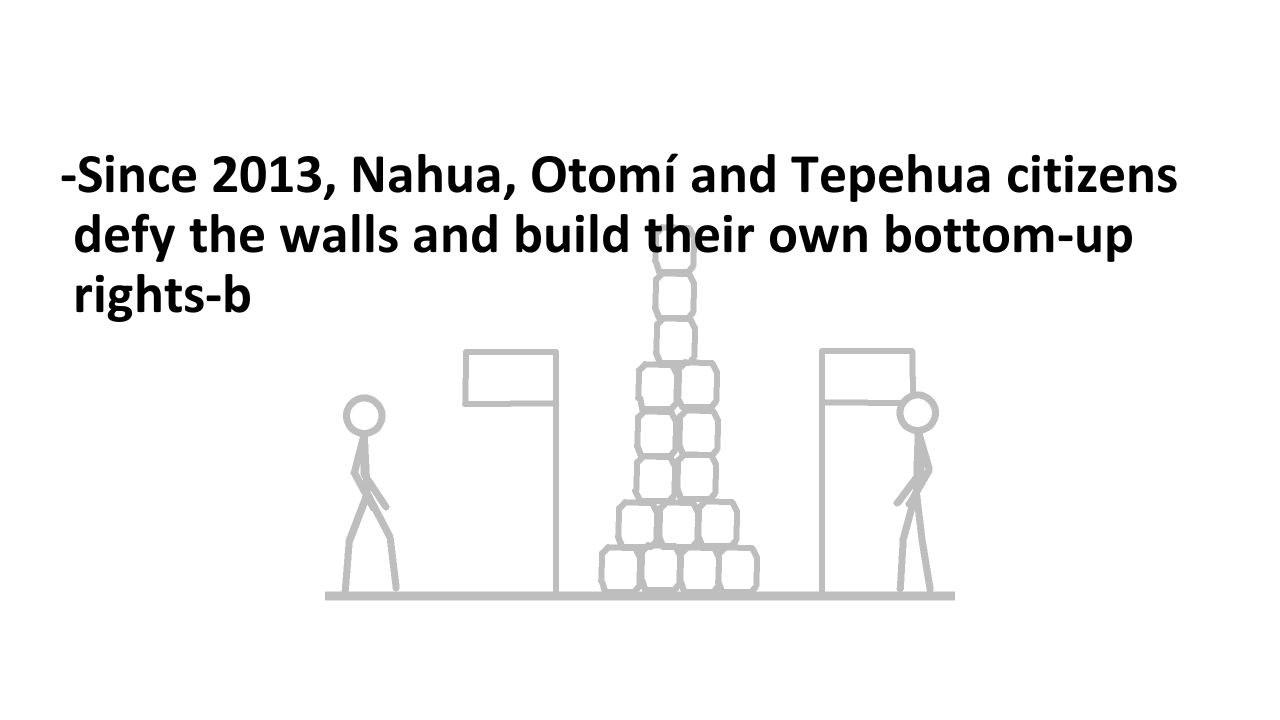 -Since 2013, Nahua, Otomí and Tepehua citizens
defy the walls and build their own bottom-up
rights-b